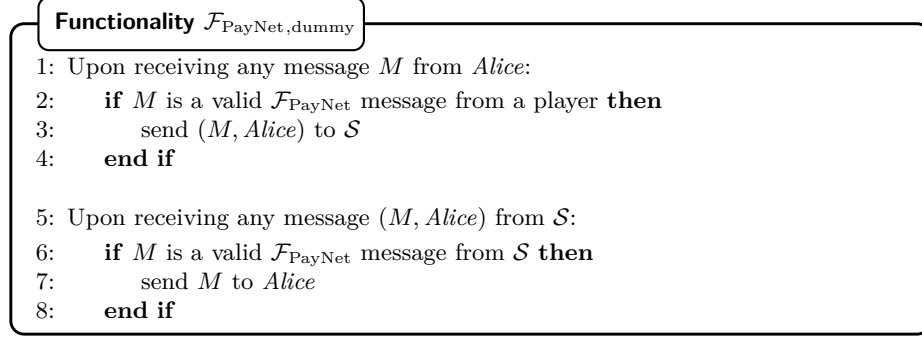 Functionality 𝓕PayNet,dummy
1: Upon receiving any message M from Alice:
2: if M is a valid 𝓕PayNet message from a player then
3: send (M, Alice) to 𝒮
4: end if
5: Upon receiving any message (M, Alice) from 𝒮:
6: if M is a valid 𝓕PayNet message from 𝒮 then
7: send M to Alice
8: end if